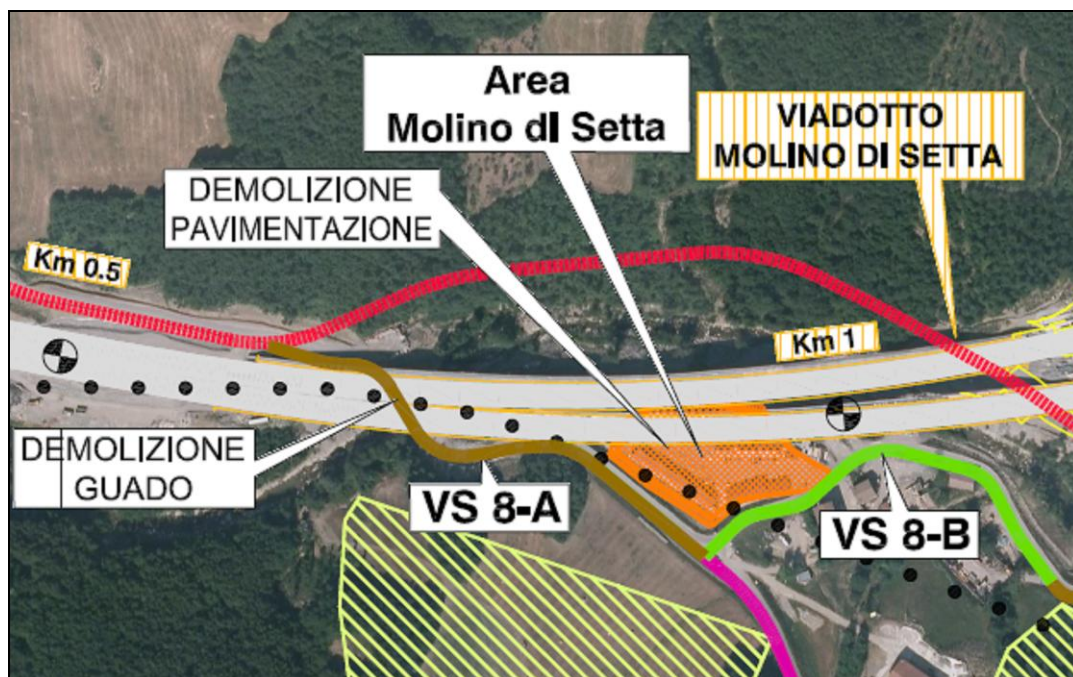 Area
Molino di Setta
VIADOTTO
MOLINO DI SETTA
DEMOLIZIONE
PAVIMENTAZIONE
Km 0.5
Km 1
DEMOLIZIONE
GUADO
VS 8-A
VS 8-B